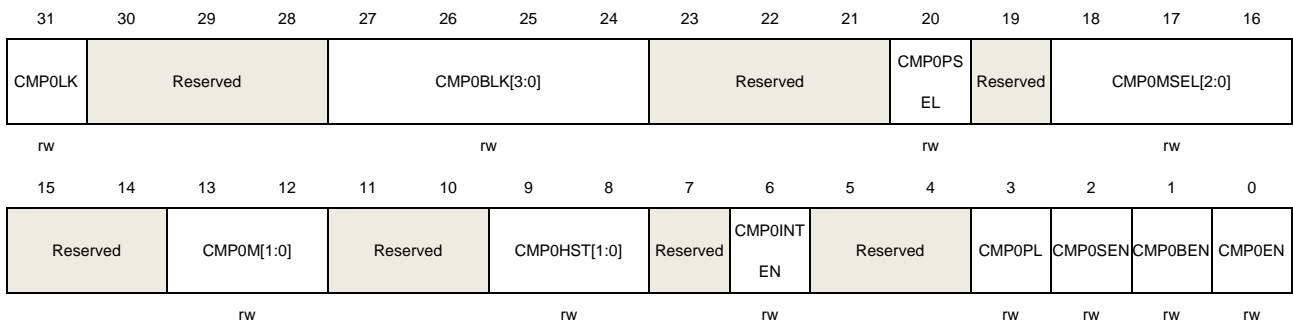 31 30 29 28 27 26 25 24 23 22 21 20 19 18 17 16
CMP0LK Reserved CMP0BLK[3:0] Reserved CMP0PS EL Reserved CMP0MSEL[2:0]
rw rw rw rw
15 14 13 12 11 10 9 8 7 6 5 4 3 2 1 0
Reserved CMP0M[1:0] Reserved CMP0HST[1:0] Reserved CMP0INT EN Reserved CMP0PL CMP0SEN CMP0BEN CMP0EN
rw rw rw rw rw rw rw